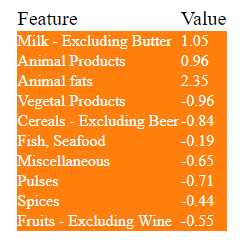 Feature Value
Milk - Excluding Butter 1.05
Animal Products 0.96
Animal fats 2.35
Vegetal Products -0.96
Cereals - Excluding Beer -0.84
Fish, Seafood -0.19
Miscellaneous -0.65
Pulses -0.71
Spices -0.44
Fruits - Excluding Wine -0.55